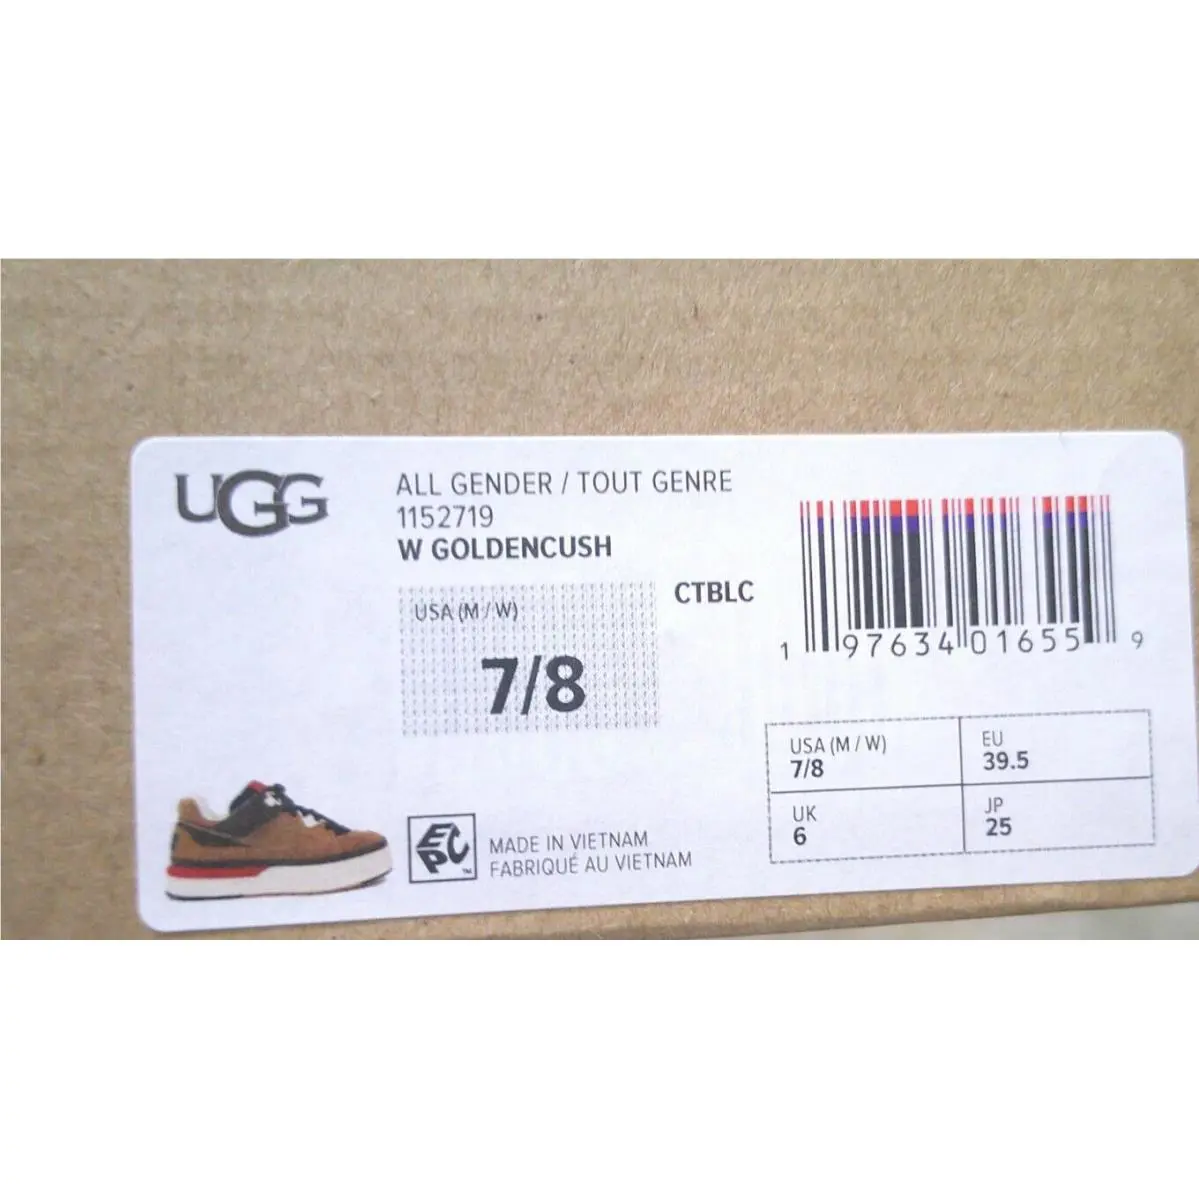 UGG
ALL GENDER / TOUT GENRE
1152719
W GOLDENCUSH
CTBLC
USA (M / W)
7/8
1 97634 01655 9
USA (M / W)
7/8
EU
39.5
UK
6
JP
25
EPC™
MADE IN VIETNAM
FABRIQUÉ AU VIETNAM